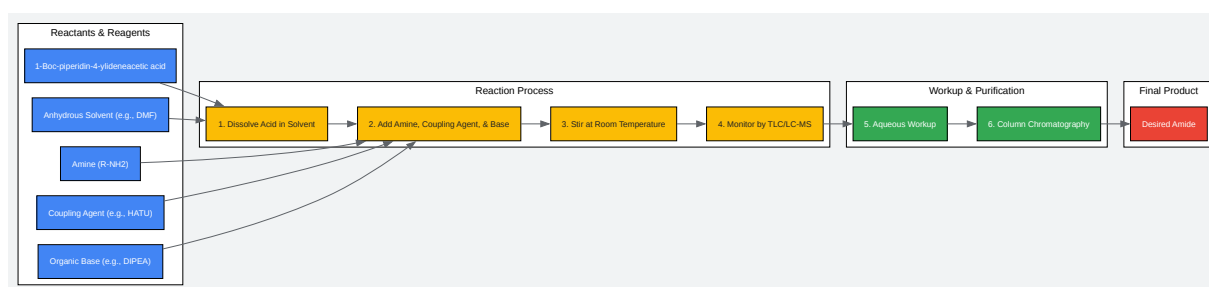 Reactants & Reagents
1-Boc-piperidin-4-ylideneacetic acid
Anhydrous Solvent (e.g., DMF)
Amine (R-NH2)
Coupling Agent (e.g., HATU)
Organic Base (e.g., DIPEA)
Reaction Process
1. Dissolve Acid in Solvent
2. Add Amine, Coupling Agent, & Base
3. Stir at Room Temperature
4. Monitor by TLC/LC-MS
Workup & Purification
5. Aqueous Workup
6. Column Chromatography
Final Product
Desired Amide